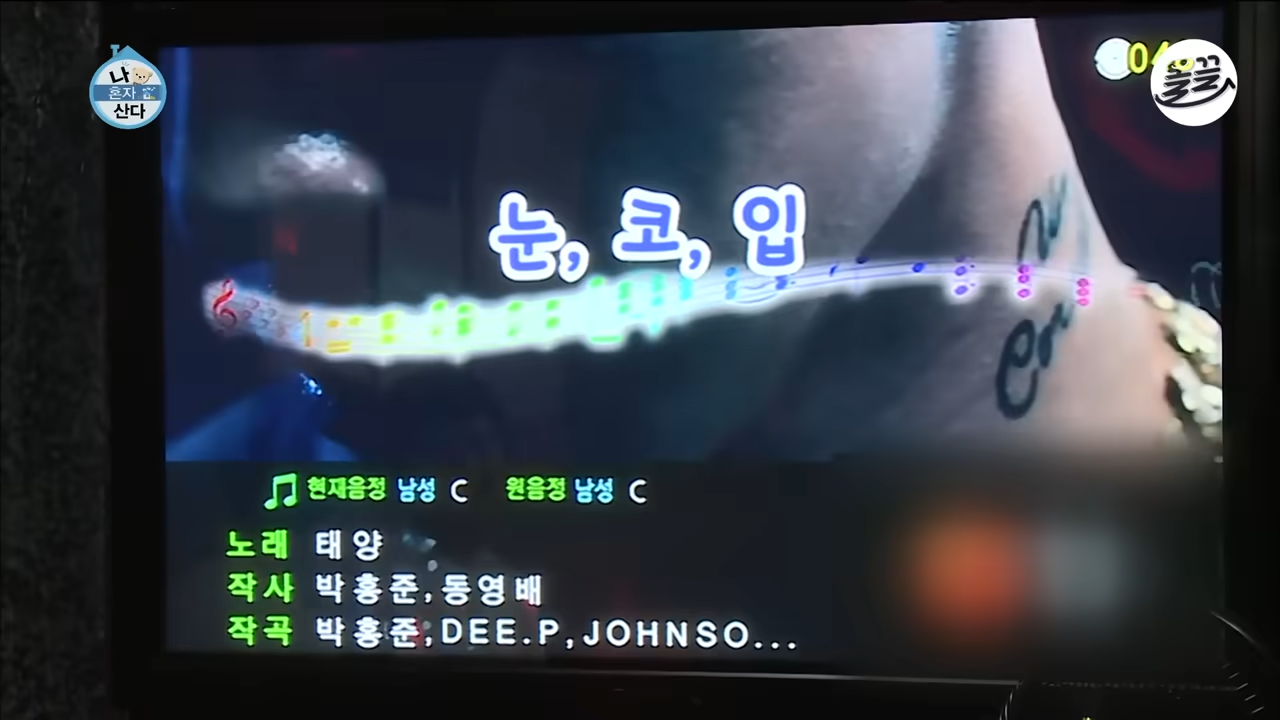 나
혼자
산다
눈, 코, 입
현재음정 남성 C 원음정 남성 C
노래 태양
작사 박홍준, 동영배
작곡 박홍준,DEE.P,JOHNSO...